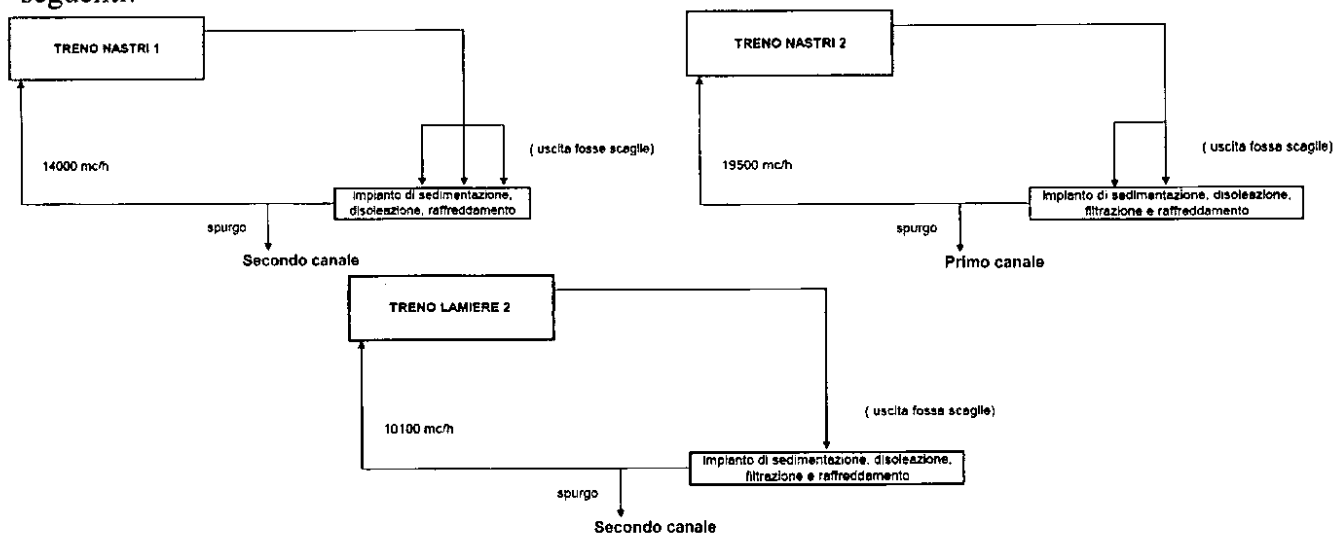 seguenti:
TRENO NASTRI 1
14000 mc/h
( uscita fosse scaglie)
Impianto di sedimentazione,
disoleazione, raffreddamento
spurgo
Secondo canale
TRENO NASTRI 2
19500 mc/h
( uscita fossa scaglie)
Impianto di sedimentazione, disoleazione,
filtrazione e raffreddamento
spurgo
Primo canale
TRENO LAMIERE 2
10100 mc/h
( uscita fossa scaglie)
Impianto di sedimentazione, disoleazione,
filtrazione e raffreddamento
spurgo
Secondo canale